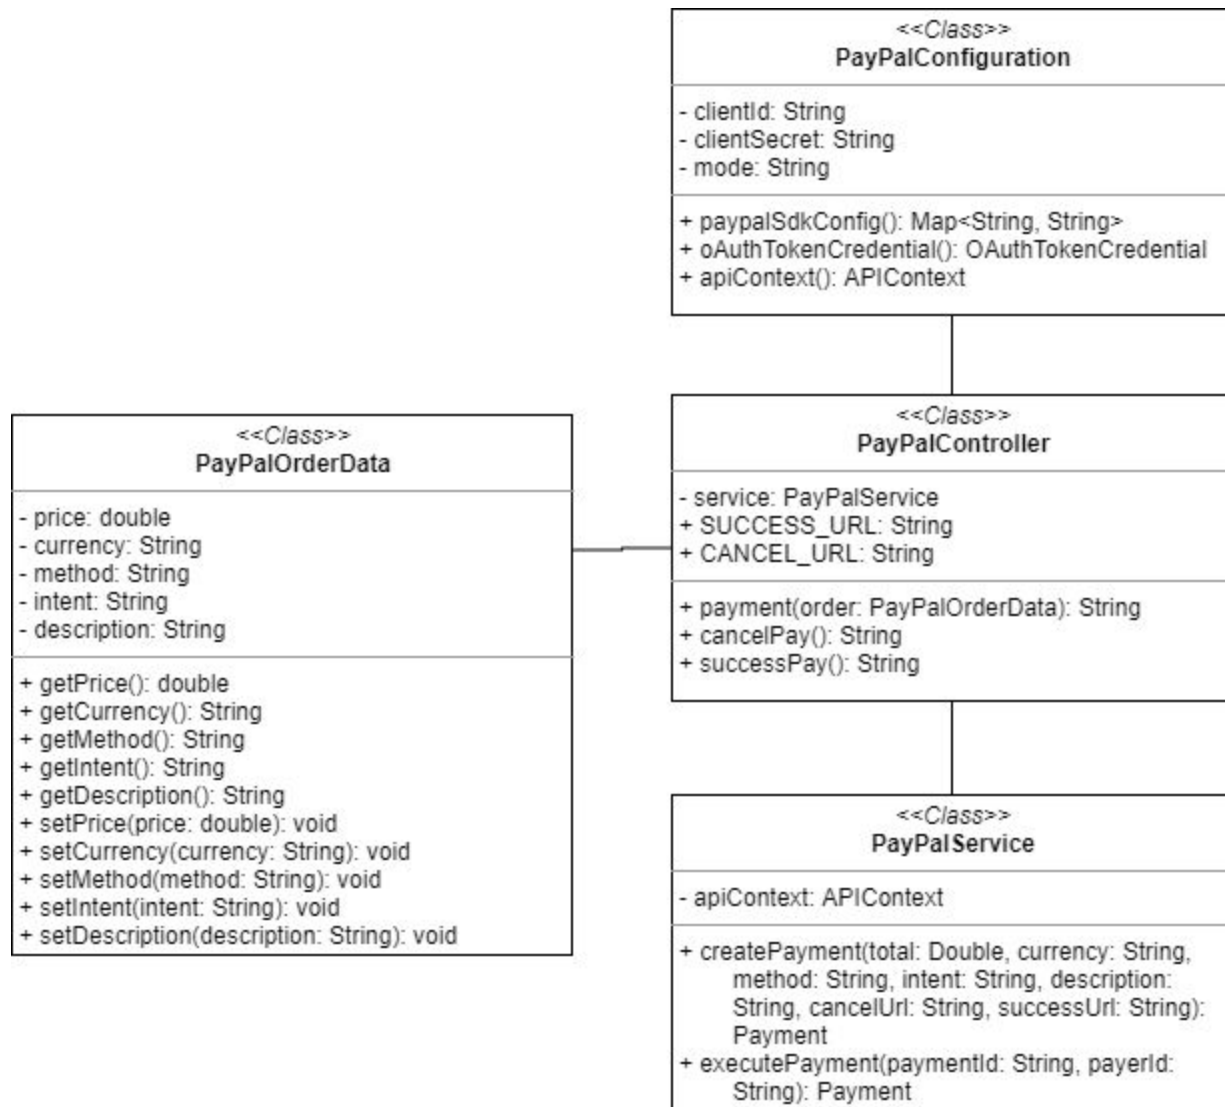 <<Class>>
PayPalConfiguration
- clientId: String
- clientSecret: String
- mode: String
+ paypalSdkConfig(): Map<String, String>
+ oAuthTokenCredential(): OAuthTokenCredential
+ apiContext(): APIContext
<<Class>>
PayPalOrderData
- price: double
- currency: String
- method: String
- intent: String
- description: String
+ getPrice(): double
+ getCurrency(): String
+ getMethod(): String
+ getIntent(): String
+ getDescription(): String
+ setPrice(price: double): void
+ setCurrency(currency: String): void
+ setMethod(method: String): void
+ setIntent(intent: String): void
+ setDescription(description: String): void
<<Class>>
PayPalController
- service: PayPalService
+ SUCCESS_URL: String
+ CANCEL_URL: String
+ payment(order: PayPalOrderData): String
+ cancelPay(): String
+ successPay(): String
<<Class>>
PayPalService
- apiContext: APIContext
+ createPayment(total: Double, currency: String,
method: String, intent: String, description:
String, cancelUrl: String, successUrl: String):
Payment
+ executePayment(paymentId: String, payerId:
String): Payment